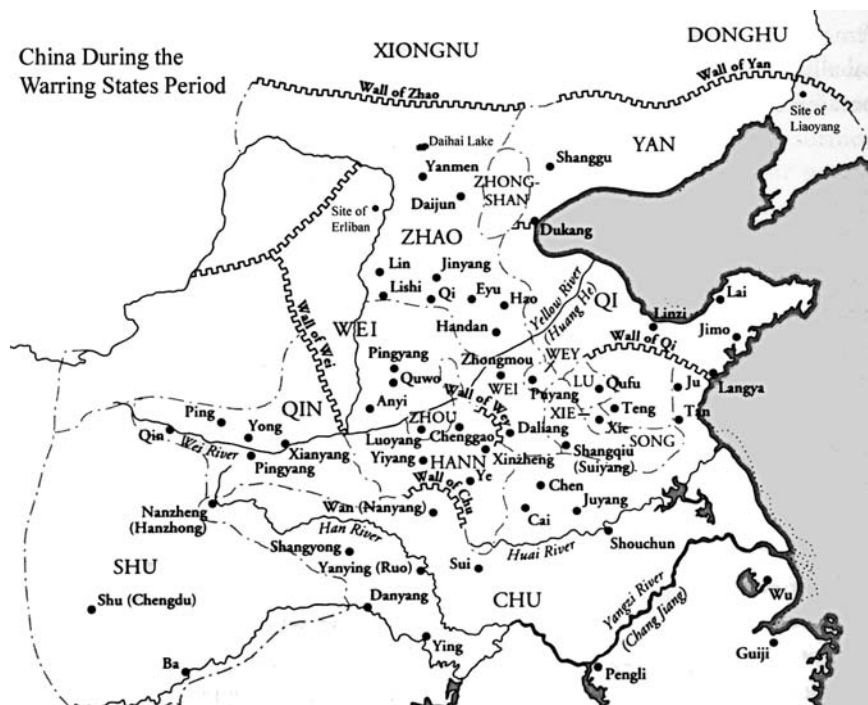 China During the
Warring States Period
XIONGNU
DONGHU
Wall of Zhao
Wall of Yan
Site of
Liaoyang
Daihai Lake
Yanmen
Daijun
Site of
Erliban
ZHONG-
SHAN
Shanggu
YAN
Dukang
ZHAO
Lin
Jinyang
Lishi
Qi
Eyu
Hao
Handan
Yellow River
(Huang He)
QI
Linzi
Lai
Jimo
Wall of Qi
Langya
WEI
Wall of Wei
Pingyang
Quwo
Anyi
Zhongmou
WEI
WEY
Puyang
LU
Qufu
Ju
XIE
Teng
Xie
Tan
SONG
QIN
Ping
Yong
Qin
Wei River
Pingyang
Xianyang
ZHOU
Luoyang
Chenggao
Wall of Wey
Daliang
Shangqiu
(Suiyang)
Yiyang
HANN
Xinzheng
Wall of Chu
Ye
Chen
Juyang
Cai
Nanzheng
(Hanzhong)
Wan (Nanyang)
Han River
Shangyong
Yanying (Ruo)
Sui
Huai River
Shouchun
SHU
Shu (Chengdu)
Danyang
CHU
Ying
Ba
Yangzi River
(Chang Jiang)
Wu
Guiji
Pengli